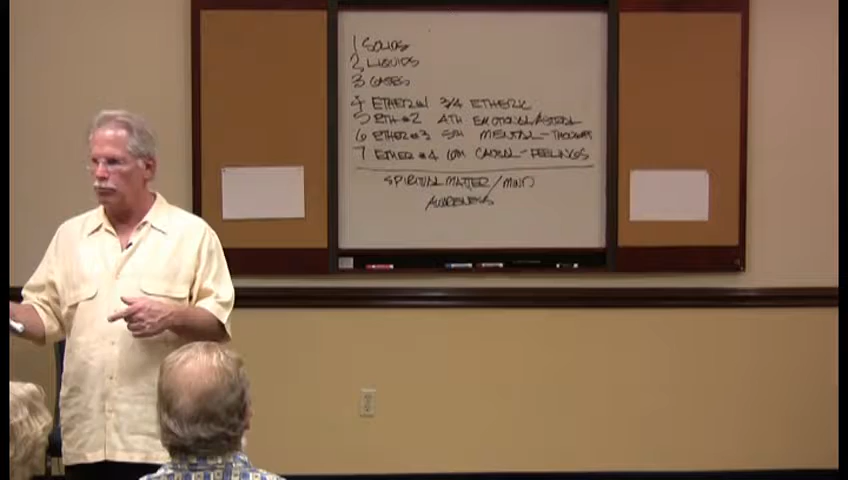 1 SOLIDS
2 LIQUIDS
3 GASES
4 ETHER #1 3/4 ETHERIC
5 ETH #2 4TH EMOTIONAL/ASTRAL
6 ETHER #3 5TH MENTAL - THOUGHTS
7 ETHER #4 6TH CAUSAL - FEELINGS
SPIRITUAL MATTER / MIND
AWARENESS